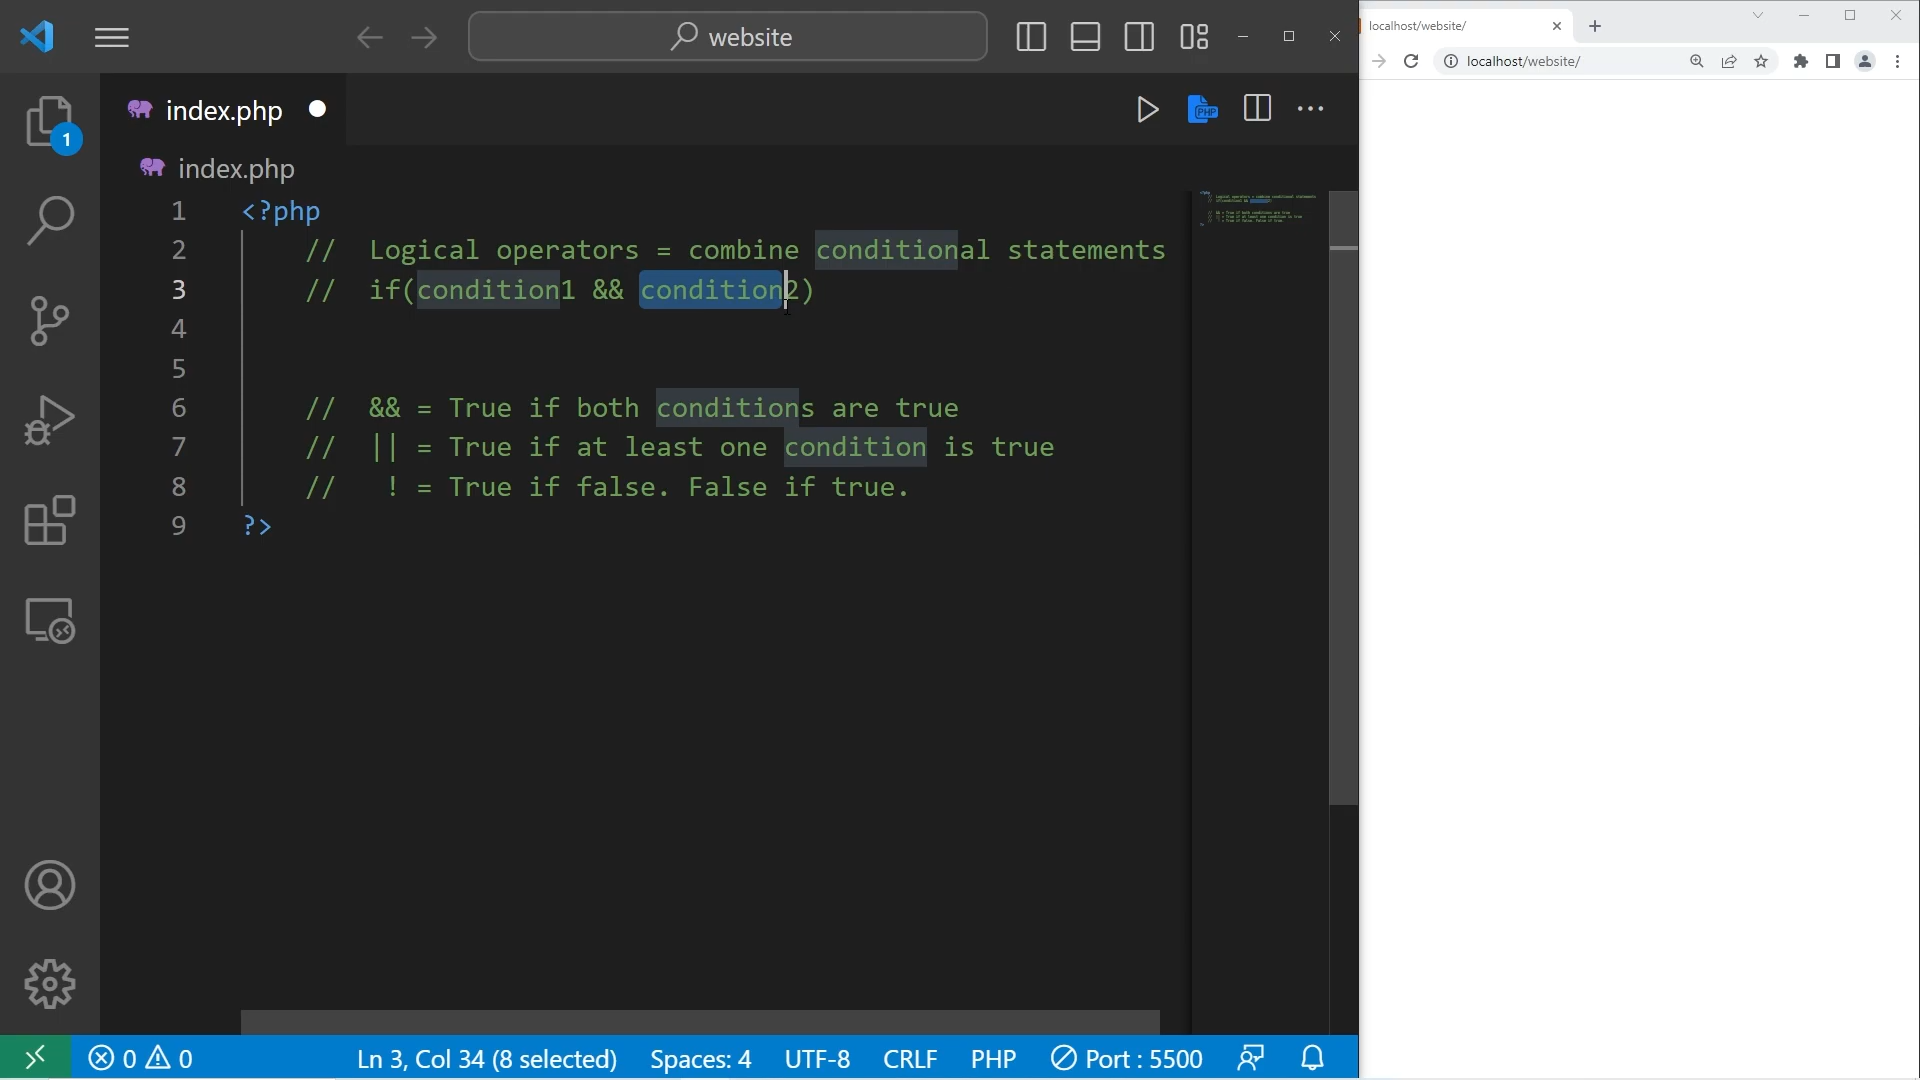 website
localhost/website/
localhost/website/
1
index.php
PHP
index.php
1 <?php
2 // Logical operators = combine conditional statements
3 // if(condition1 && condition2)
4
5
6 // && = True if both conditions are true
7 // || = True if at least one condition is true
8 // ! = True if false. False if true.
9 ?>
0 0 Ln 3, Col 34 (8 selected) Spaces: 4 UTF-8 CRLF PHP Port : 5500